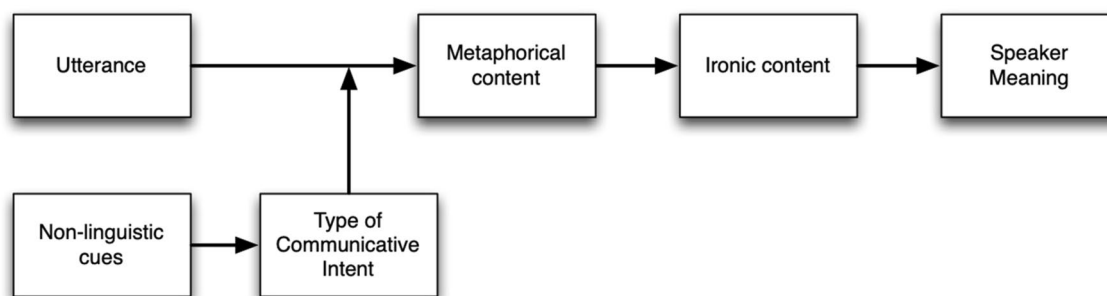 Utterance
Metaphorical
content
Ironic content
Speaker
Meaning
Non-linguistic
cues
Type of
Communicative
Intent